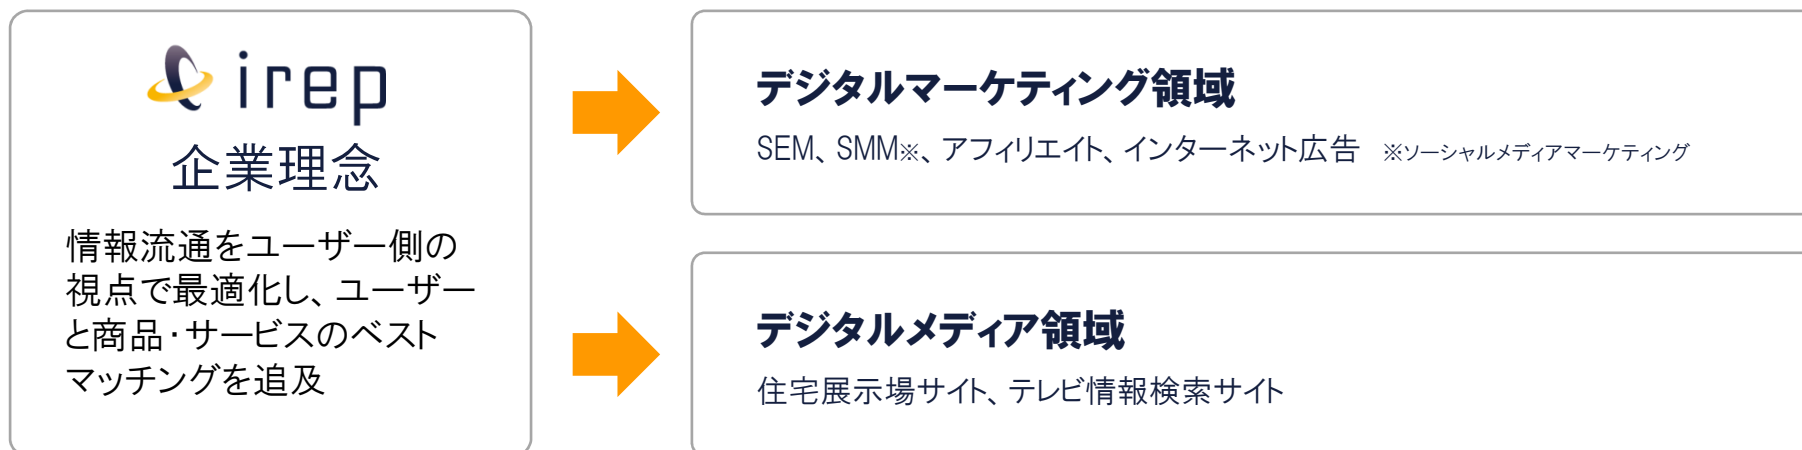 irep
企業理念
情報流通をユーザー側の
視点で最適化し、ユーザー
と商品・サービスのベスト
マッチングを追及
デジタルマーケティング領域
SEM、SMM※、アフィリエイト、インターネット広告 ※ソーシャルメディアマーケティング
デジタルメディア領域
住宅展示場サイト、テレビ情報検索サイト